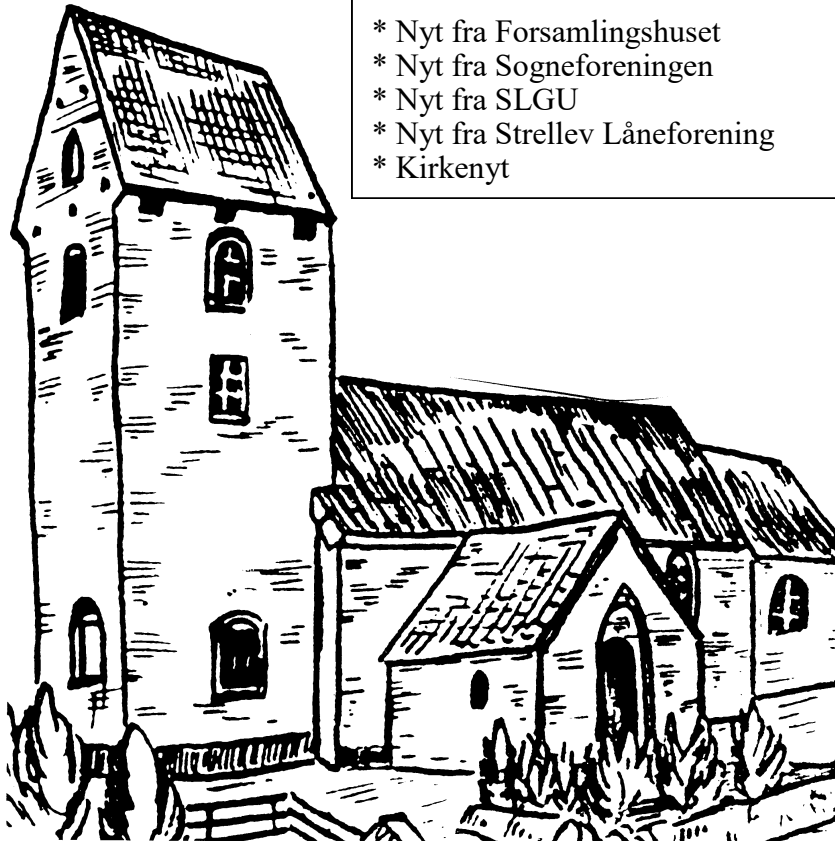 * Nyt fra Forsamlingshuset
* Nyt fra Sogneforeningen
* Nyt fra SLGU
* Nyt fra Strellev Låneforening
* Kirkenyt